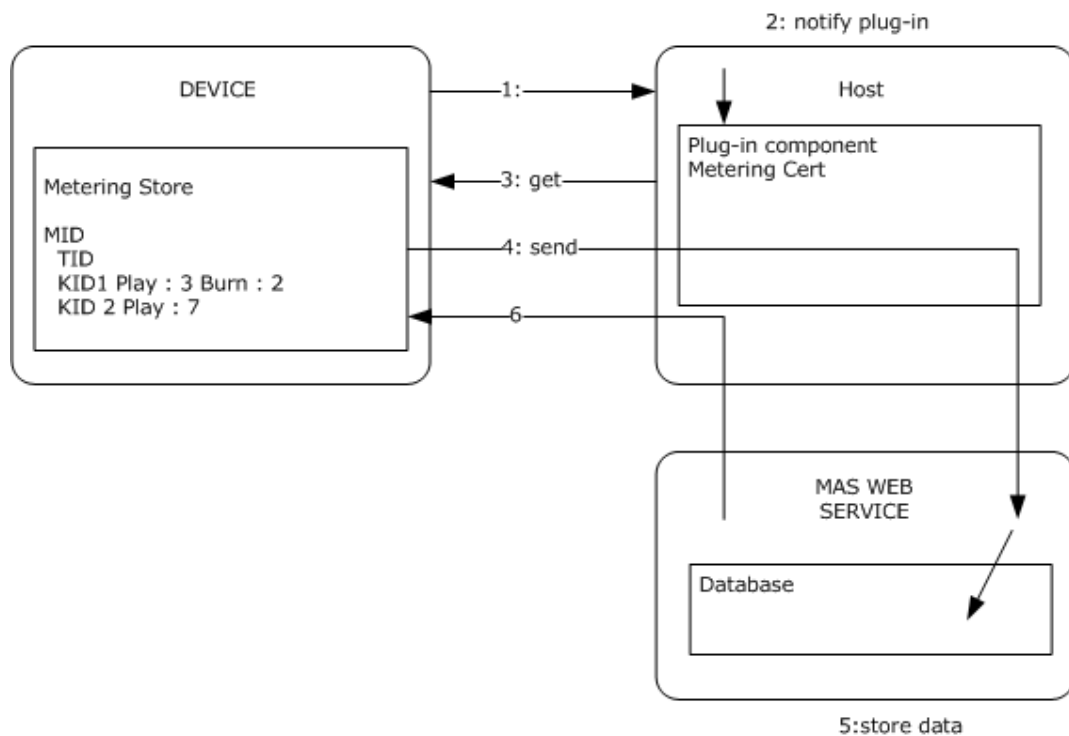 2: notify plug-in
DEVICE
1:
Host
Plug-in component
Metering Cert
Metering Store
3: get
MID
TID
KID1 Play : 3 Burn : 2
KID 2 Play : 7
4: send
6
MAS WEB
SERVICE
Database
5:store data